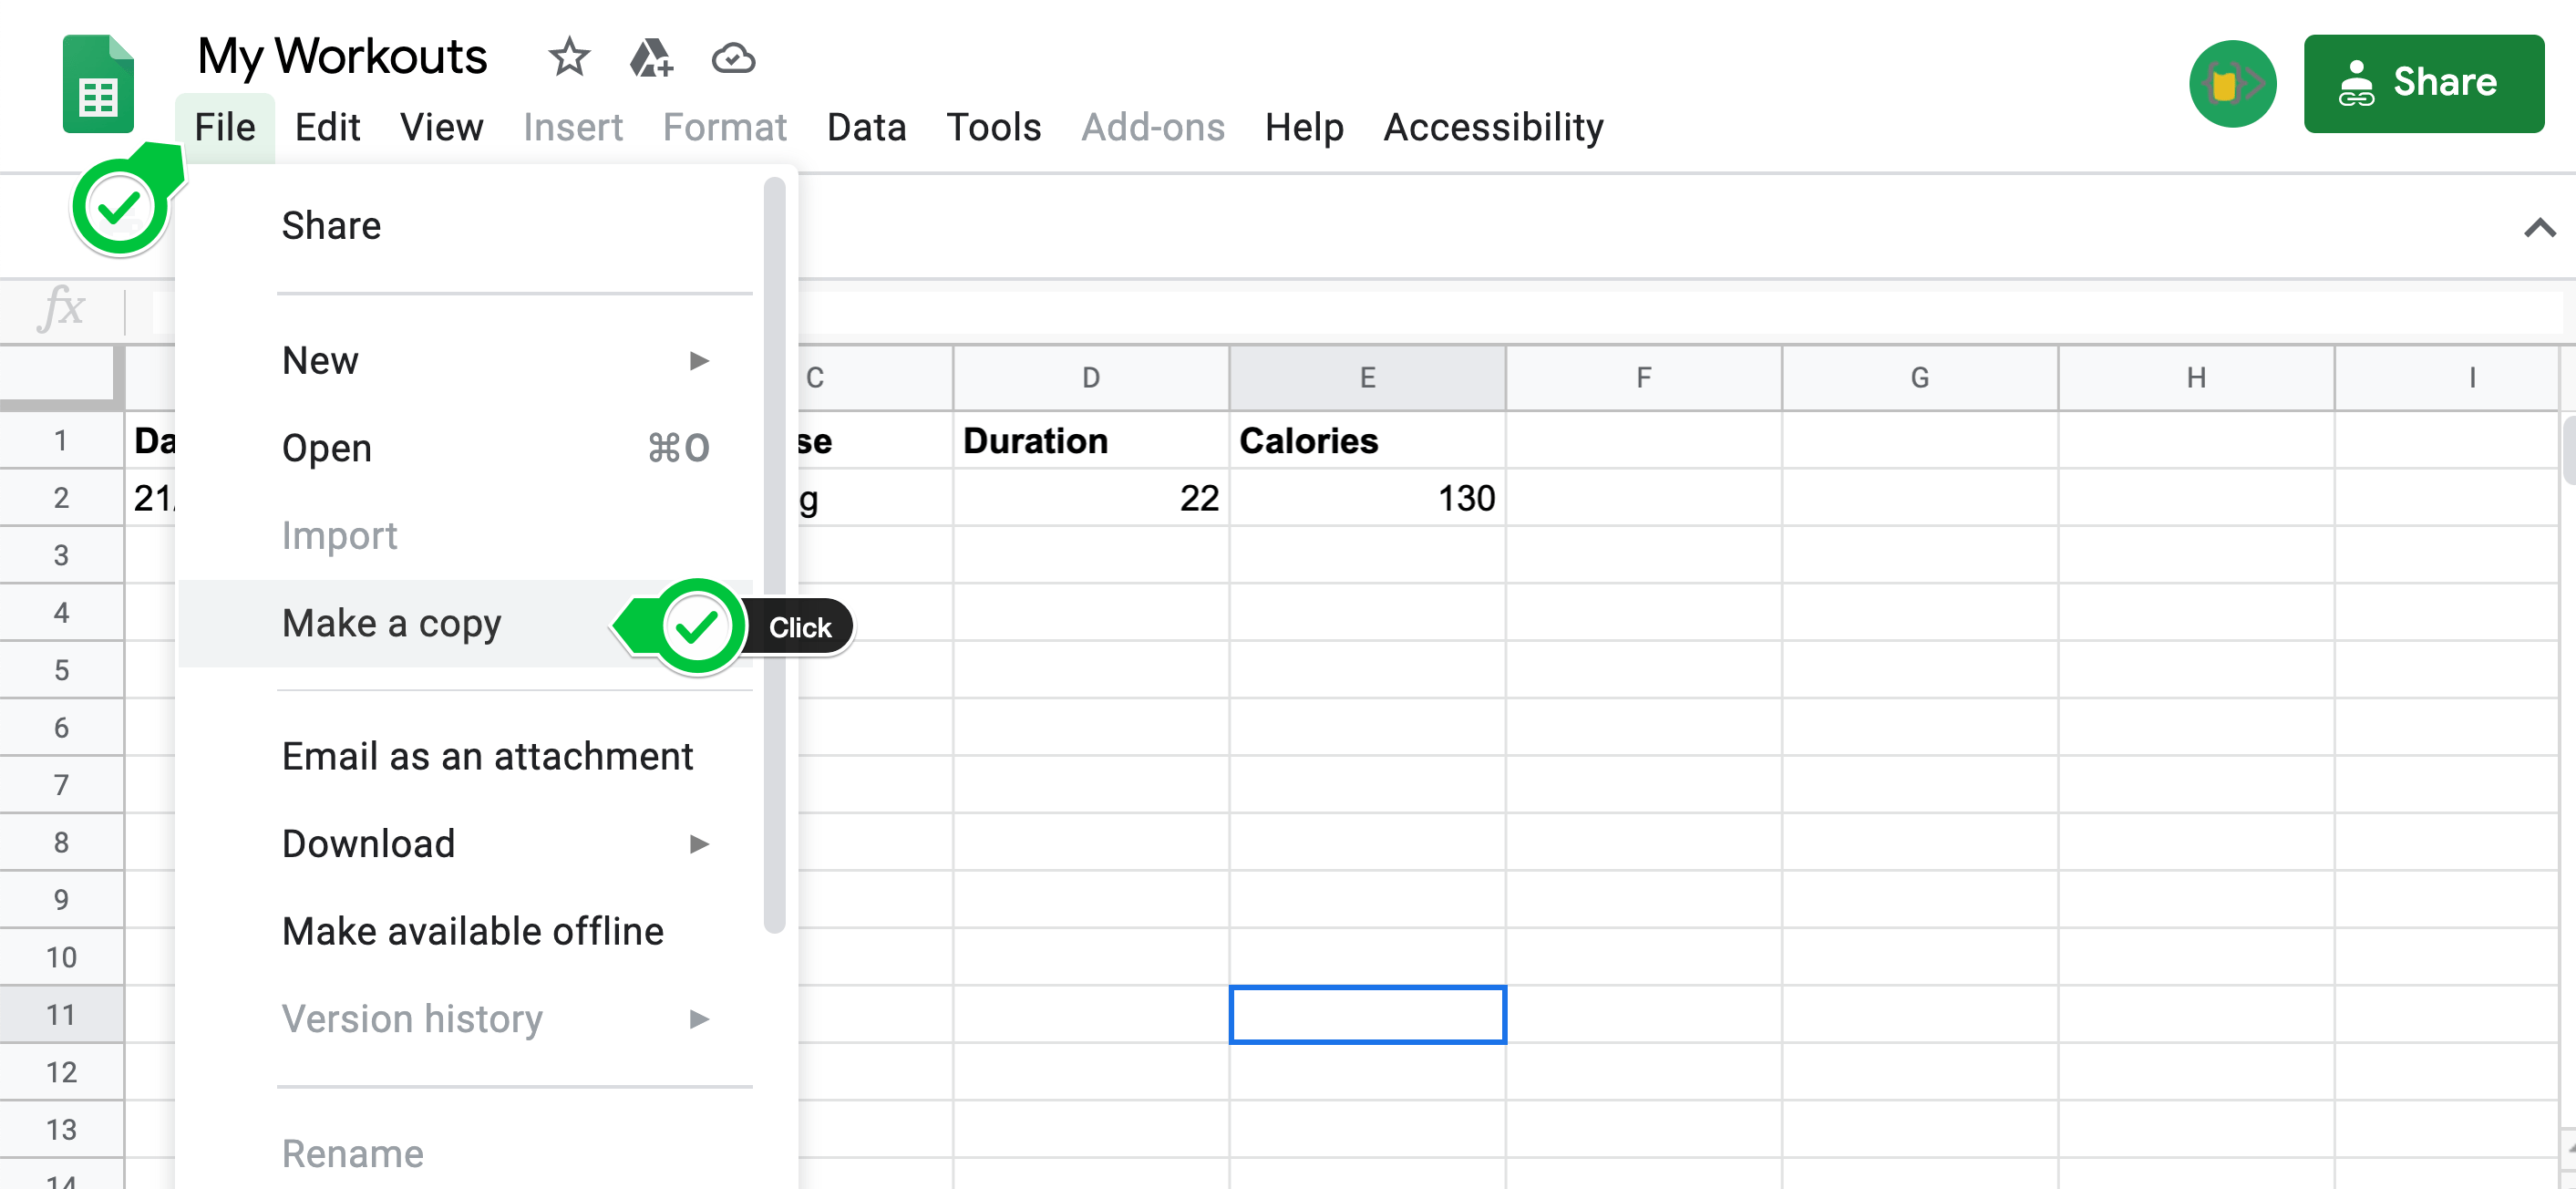 My Workouts
Share
File Edit View Insert Format Data Tools Add-ons Help Accessibility
Share
fx
New
Open ⌘O
Import
Make a copy
Click
Email as an attachment
Download
Make available offline
Version history
Rename
C D E F G H I
1 Da se Duration Calories
2 21/ g 22 130
3
4
5
6
7
8
9
10
11
12
13
14